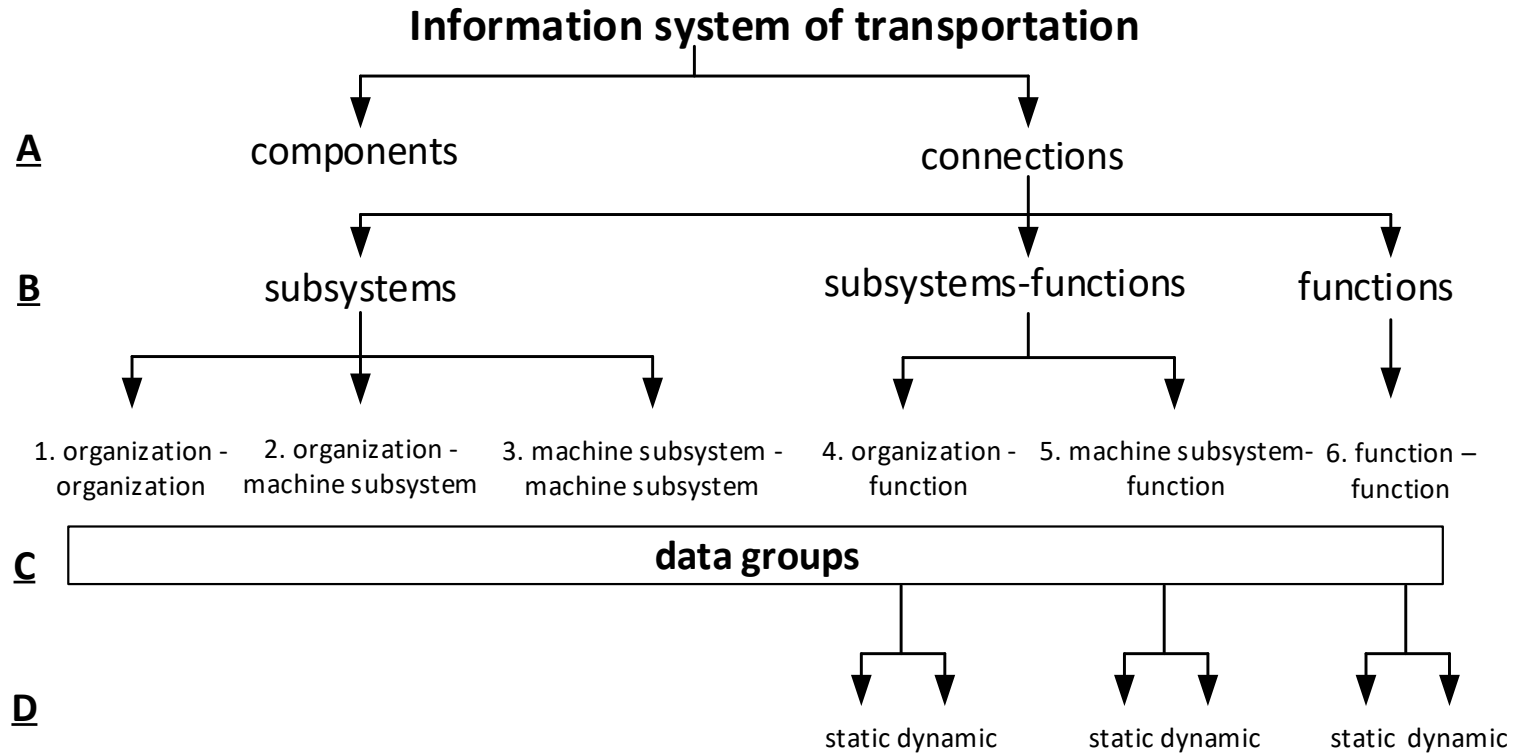 Information system of transportation
A
components
connections
B
subsystems
subsystems-functions
functions
1. organization -
organization
2. organization -
machine subsystem
3. machine subsystem -
machine subsystem
4. organization -
function
5. machine subsystem-
function
6. function –
function
C
data groups
D
static dynamic
static dynamic
static dynamic